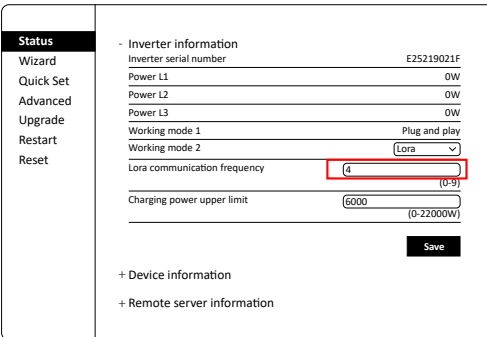 Status
Wizard
Quick Set
Advanced
Upgrade
Restart
Reset
- Inverter information
Inverter serial number E25219021F
Power L1 0W
Power L2 0W
Power L3 0W
Working mode 1 Plug and play
Working mode 2 Lora
Lora communication frequency 4
(0-9)
Charging power upper limit 6000
(0-22000W)
Save
+ Device information
+ Remote server information